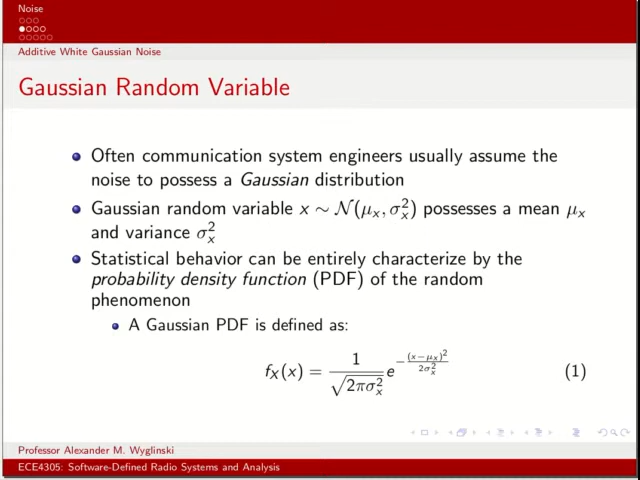 Noise
Additive White Gaussian Noise
Gaussian Random Variable
Often communication system engineers usually assume the
noise to possess a Gaussian distribution
Gaussian random variable x ∼ N(μₓ, σₓ²) possesses a mean μₓ
and variance σₓ²
Statistical behavior can be entirely characterize by the
probability density function (PDF) of the random
phenomenon
A Gaussian PDF is defined as:
f_X(x) = 1/√(2πσₓ²) e^(−(x−μₓ)²/(2σₓ²)) (1)
Professor Alexander M. Wyglinski
ECE4305: Software-Defined Radio Systems and Analysis